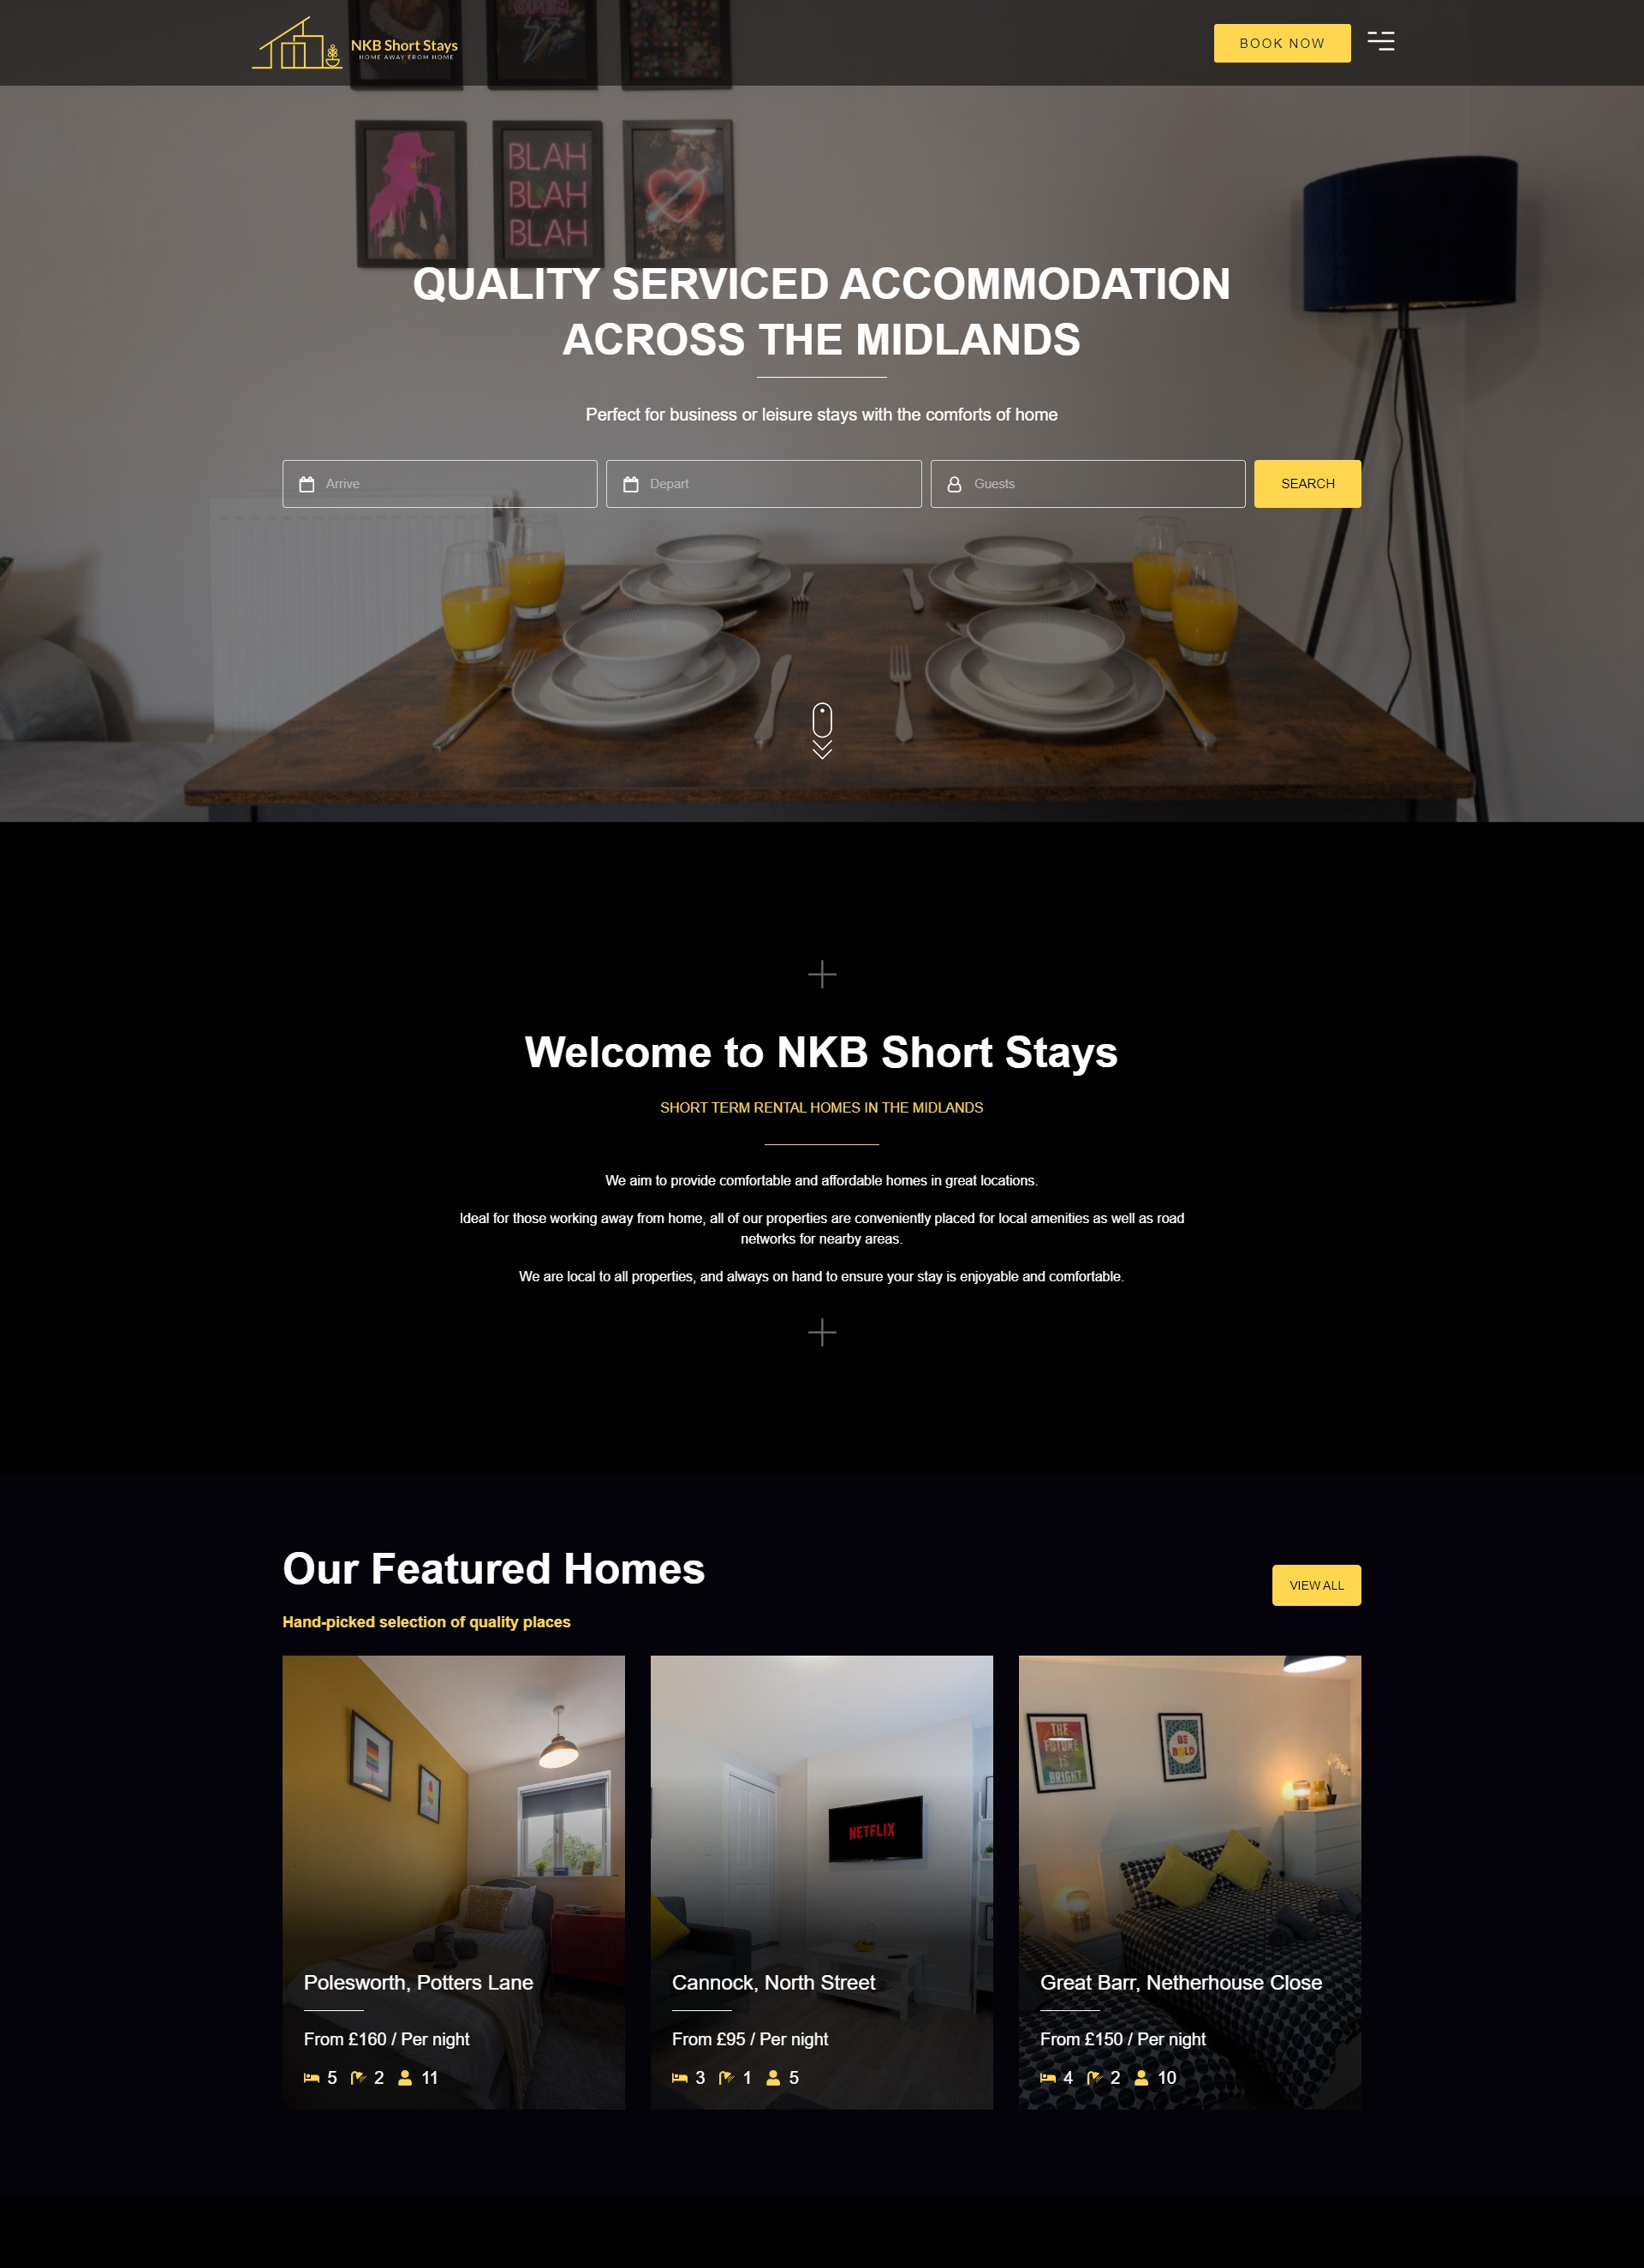 OPEN
NKB Short Stays
HOME AWAY FROM HOME
BOOK NOW
BLAH
BLAH
BLAH
QUALITY SERVICED ACCOMMODATION
ACROSS THE MIDLANDS
Perfect for business or leisure stays with the comforts of home
Arrive
Depart
Guests
SEARCH
Welcome to NKB Short Stays
SHORT TERM RENTAL HOMES IN THE MIDLANDS
We aim to provide comfortable and affordable homes in great locations.
Ideal for those working away from home, all of our properties are conveniently placed for local amenities as well as road
networks for nearby areas.
We are local to all properties, and always on hand to ensure your stay is enjoyable and comfortable.
Our Featured Homes
VIEW ALL
Hand-picked selection of quality places
THE
FUTURE
IS
BRIGHT
BE
BOLD
NETFLIX
Polesworth, Potters Lane
From £160 / Per night
5 2 11
Cannock, North Street
From £95 / Per night
3 1 5
Great Barr, Netherhouse Close
From £150 / Per night
4 2 10